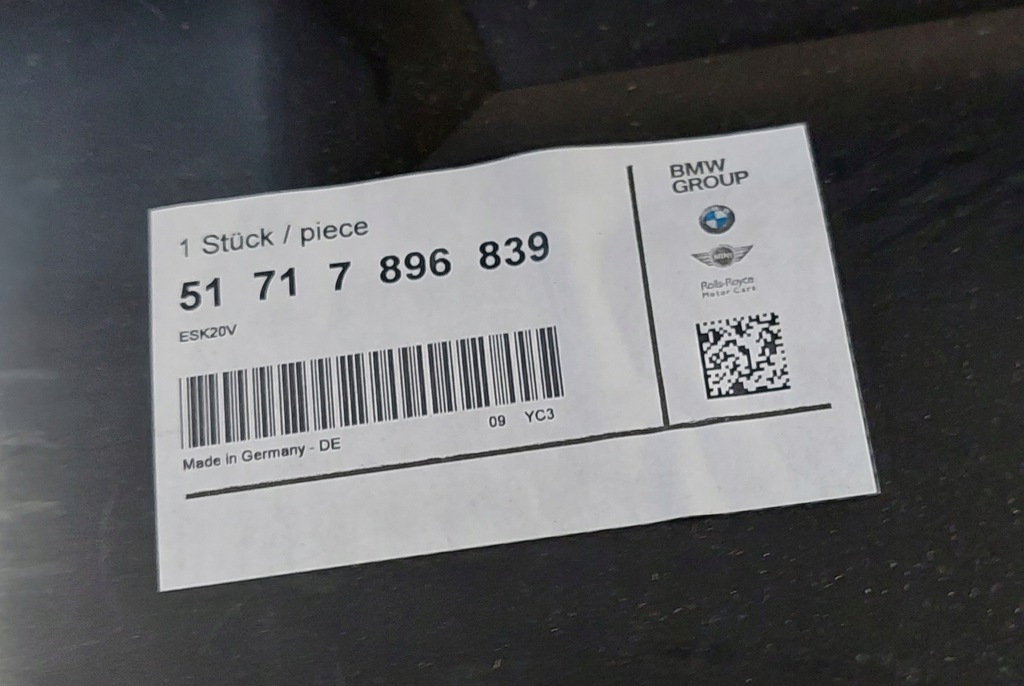 1 Stück / piece
51 71 7 896 839
ESK20V
09 YC3
Made in Germany - DE
BMW
GROUP
MINI
Rolls-Royce
Motor Cars